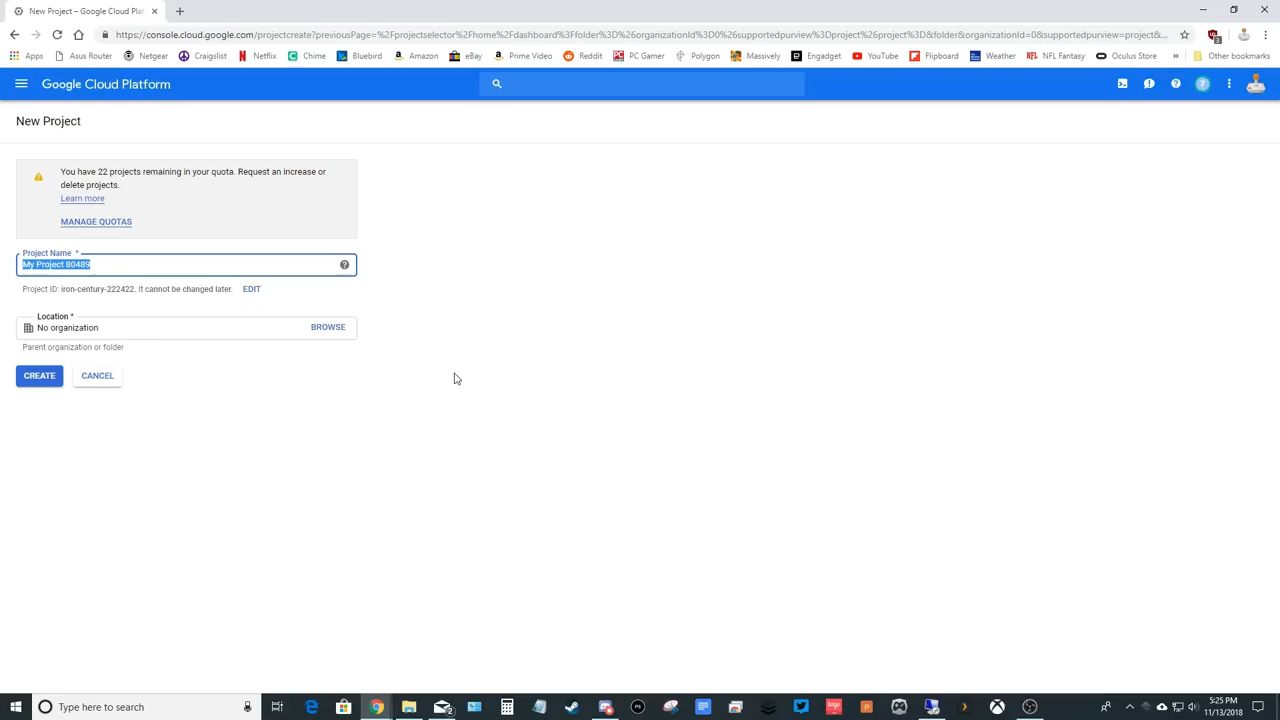 New Project – Google Cloud Plat
https://console.cloud.google.com/projectcreate?previousPage=%2Fprojectselector%2Fhome%2Fdashboard%3Ffolder%3D%26organizationId%3D0%26supportedpurview%3Dproject%26project%3D&folder&organizationId=0&supportedpurview=project&...
Apps Asus Router Netgear Craigslist Netflix Chime Bluebird Amazon eBay Prime Video Reddit PC Gamer Polygon Massively Engadget YouTube Flipboard Weather NFL Fantasy Oculus Store » Other bookmarks
Google Cloud Platform
New Project
You have 22 projects remaining in your quota. Request an increase or
delete projects.
Learn more
MANAGE QUOTAS
Project Name *
My Project 80489
Project ID: iron-century-222422. It cannot be changed later. EDIT
Location *
No organization BROWSE
Parent organization or folder
CREATE CANCEL
Type here to search
5:25 PM
11/13/2018